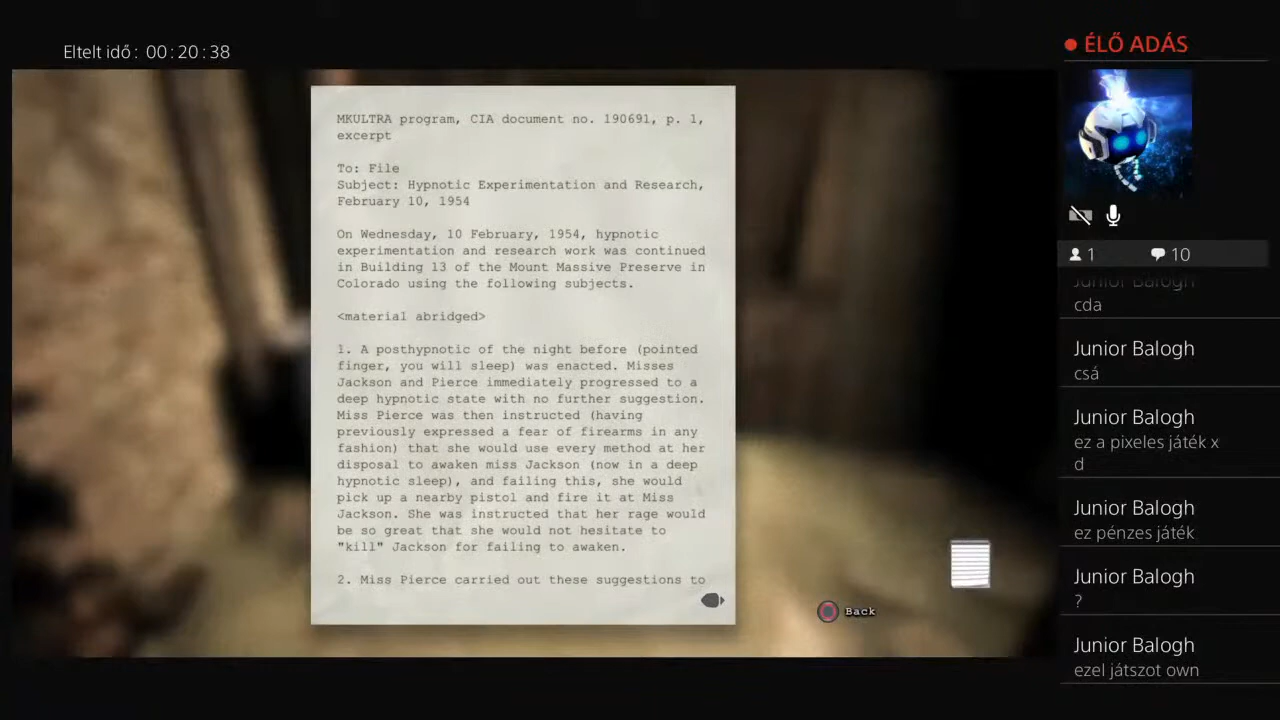 Eltelt idő: 00:20:38
ÉLŐ ADÁS
MKULTRA program, CIA document no. 190691, p. 1,
excerpt
To: File
Subject: Hypnotic Experimentation and Research,
February 10, 1954
On Wednesday, 10 February, 1954, hypnotic
experimentation and research work was continued
in Building 13 of the Mount Massive Preserve in
Colorado using the following subjects.
<material abridged>
1. A posthypnotic of the night before (pointed
finger, you will sleep) was enacted. Misses
Jackson and Pierce immediately progressed to a
deep hypnotic state with no further suggestion.
Miss Pierce was then instructed (having
previously expressed a fear of firearms in any
fashion) that she would use every method at her
disposal to awaken miss Jackson (now in a deep
hypnotic sleep), and failing this, she would
pick up a nearby pistol and fire it at Miss
Jackson. She was instructed that her rage would
be so great that she would not hesitate to
"kill" Jackson for failing to awaken.
2. Miss Pierce carried out these suggestions to
Back
1
10
Junior Balogh
cda
Junior Balogh
csá
Junior Balogh
ez a pixeles játék x
d
Junior Balogh
ez pénzes játék
Junior Balogh
?
Junior Balogh
ezel játszot own